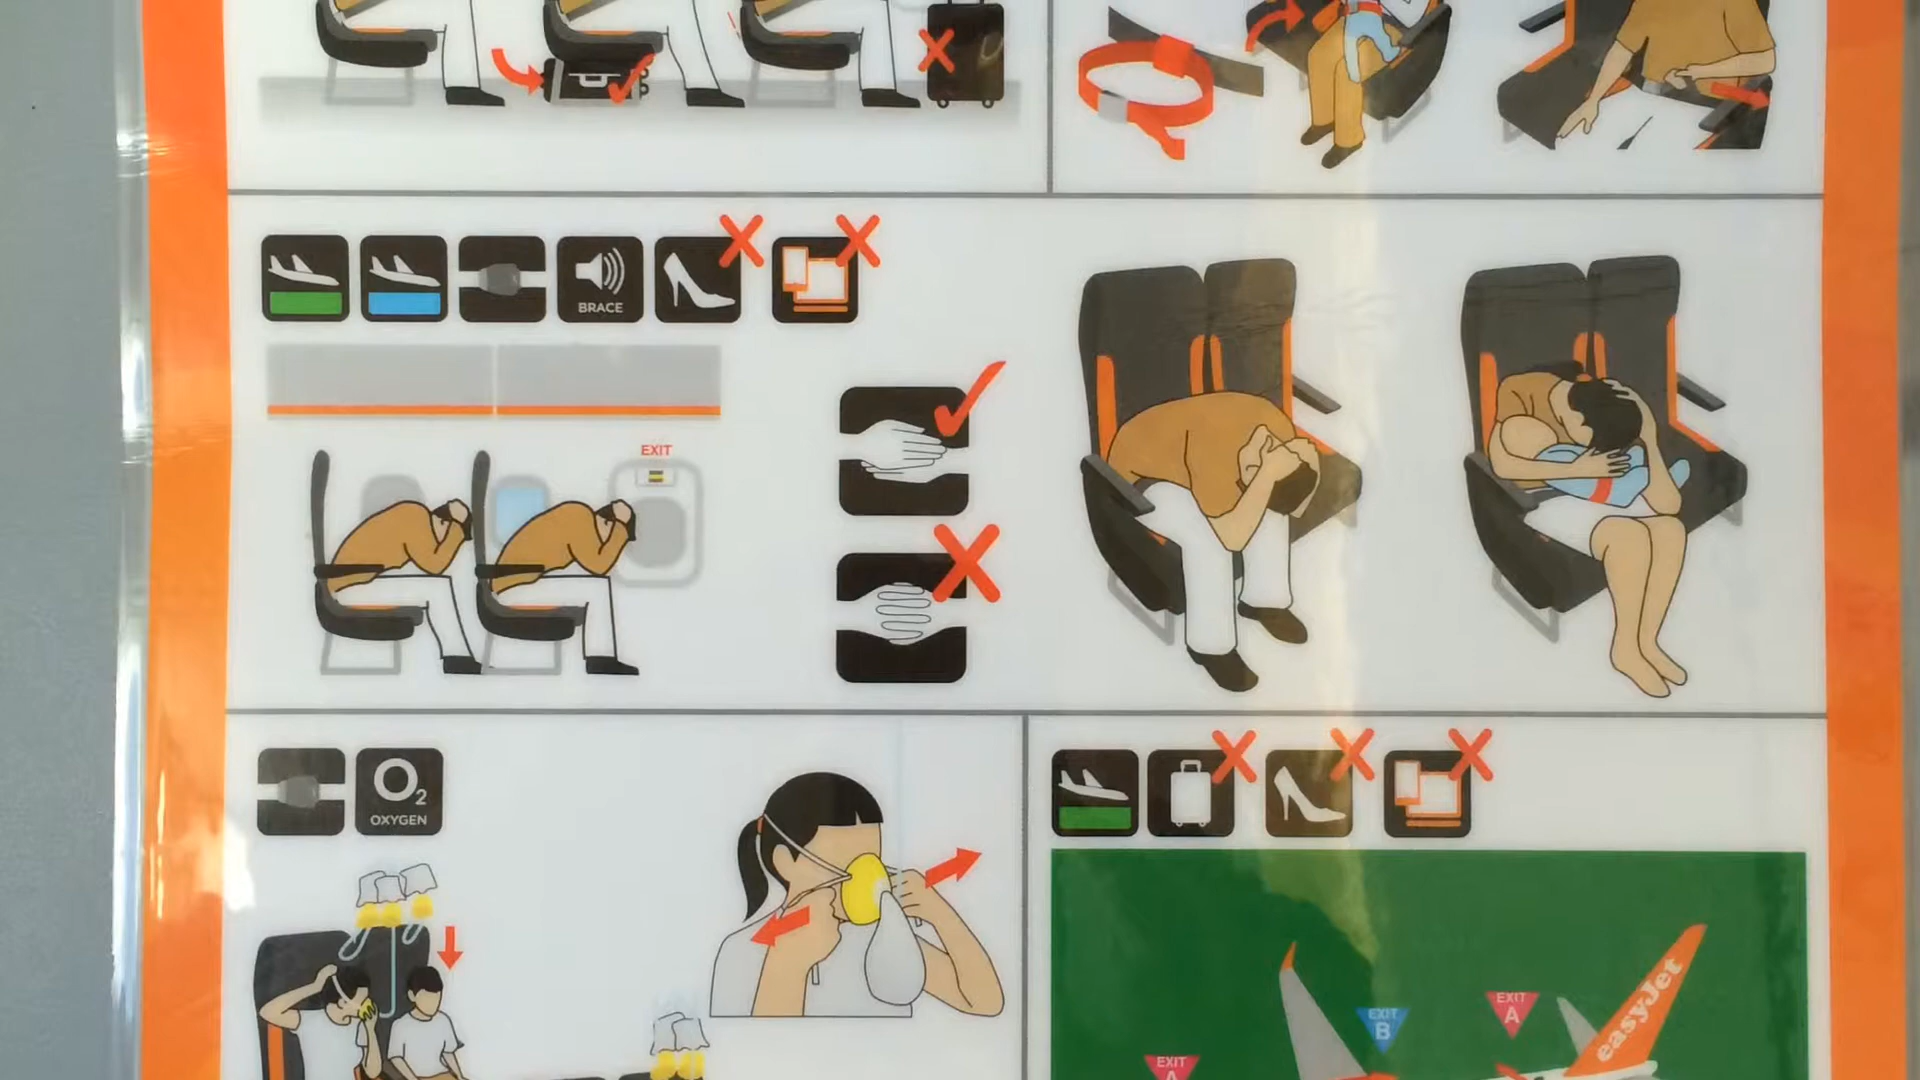 BRACE
EXIT
O2
OXYGEN
EXIT
A
EXIT
B
EXIT
A
easyJet